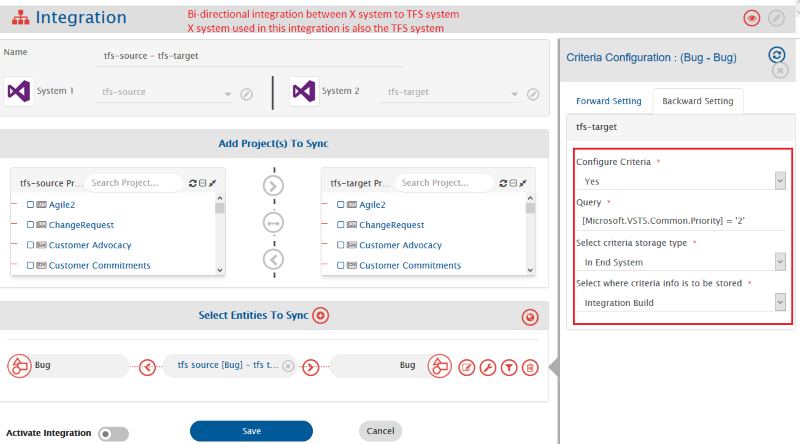 Integration
Bi-directional integration between X system to TFS system
X system used in this integration is also the TFS system
Name
tfs-source - tfs-target
System 1
tfs-source
System 2
tfs-target
Add Project(s) To Sync
tfs-source Pr...
Search Project...
Agile2
ChangeRequest
Customer Advocacy
Customer Commitments
tfs-target Pr...
Search Project...
Agile2
ChangeRequest
Customer Advocacy
Customer Commitments
Select Entities To Sync
Bug
tfs source [Bug] - tfs t...
Bug
Activate Integration
Save
Cancel
Criteria Configuration : (Bug - Bug)
Forward Setting
Backward Setting
tfs-target
Configure Criteria *
Yes
Query *
[Microsoft.VSTS.Common.Priority] = '2'
Select criteria storage type *
In End System
Select where criteria info is to be stored *
Integration Build